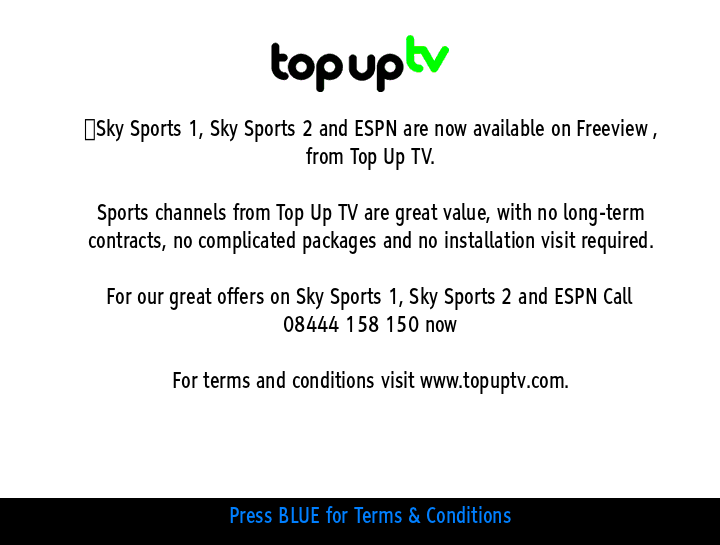 top up tv
Sky Sports 1, Sky Sports 2 and ESPN are now available on Freeview ,
from Top Up TV.
Sports channels from Top Up TV are great value, with no long-term
contracts, no complicated packages and no installation visit required.
For our great offers on Sky Sports 1, Sky Sports 2 and ESPN Call
08444 158 150 now
For terms and conditions visit www.topuptv.com.
Press BLUE for Terms & Conditions